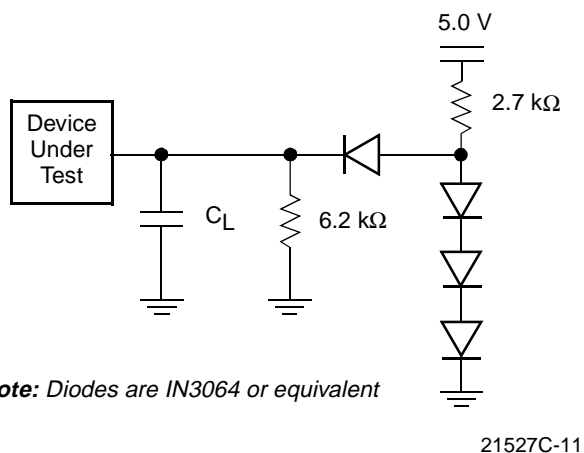 5.0 V
2.7 kΩ
Device
Under
Test
C_L
6.2 kΩ
ote: Diodes are IN3064 or equivalent
21527C-11